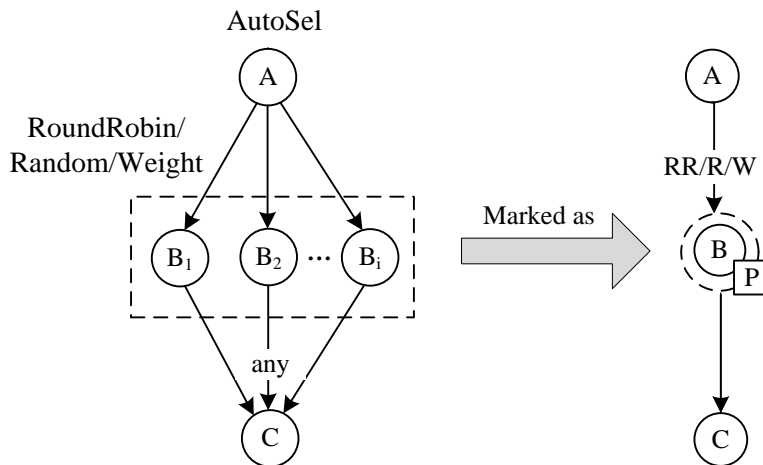 AutoSel
A
A
RoundRobin/
Random/Weight
RR/R/W
Marked as
B1
B2
...
Bi
B
P
any
C
C